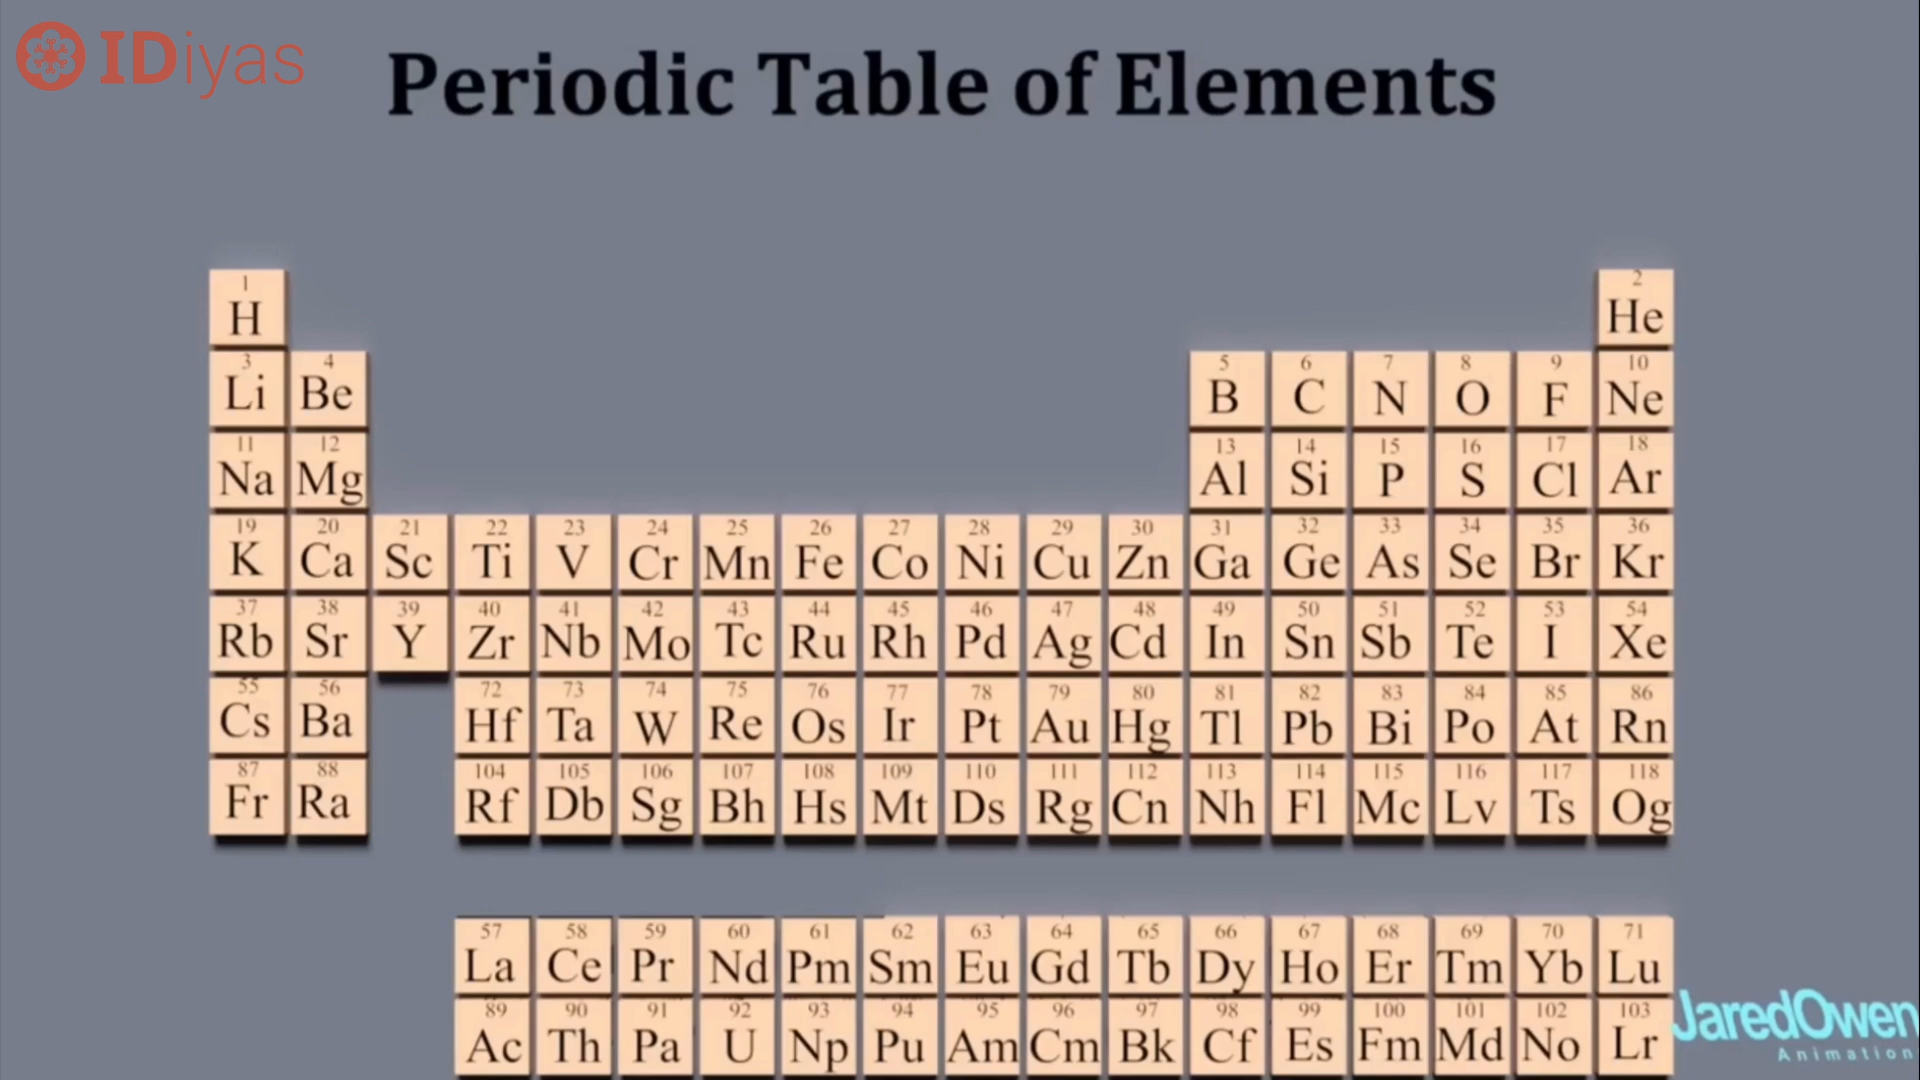 IDiyas
Periodic Table of Elements
1 2
H He
3 4 5 6 7 8 9 10
Li Be B C N O F Ne
11 12 13 14 15 16 17 18
Na Mg Al Si P S Cl Ar
19 20 21 22 23 24 25 26 27 28 29 30 31 32 33 34 35 36
K Ca Sc Ti V Cr Mn Fe Co Ni Cu Zn Ga Ge As Se Br Kr
37 38 39 40 41 42 43 44 45 46 47 48 49 50 51 52 53 54
Rb Sr Y Zr Nb Mo Tc Ru Rh Pd Ag Cd In Sn Sb Te I Xe
55 56 72 73 74 75 76 77 78 79 80 81 82 83 84 85 86
Cs Ba Hf Ta W Re Os Ir Pt Au Hg Tl Pb Bi Po At Rn
87 88 104 105 106 107 108 109 110 111 112 113 114 115 116 117 118
Fr Ra Rf Db Sg Bh Hs Mt Ds Rg Cn Nh Fl Mc Lv Ts Og
57 58 59 60 61 62 63 64 65 66 67 68 69 70 71
La Ce Pr Nd Pm Sm Eu Gd Tb Dy Ho Er Tm Yb Lu
89 90 91 92 93 94 95 96 97 98 99 100 101 102 103
Ac Th Pa U Np Pu Am Cm Bk Cf Es Fm Md No Lr
JaredOwen
Animation